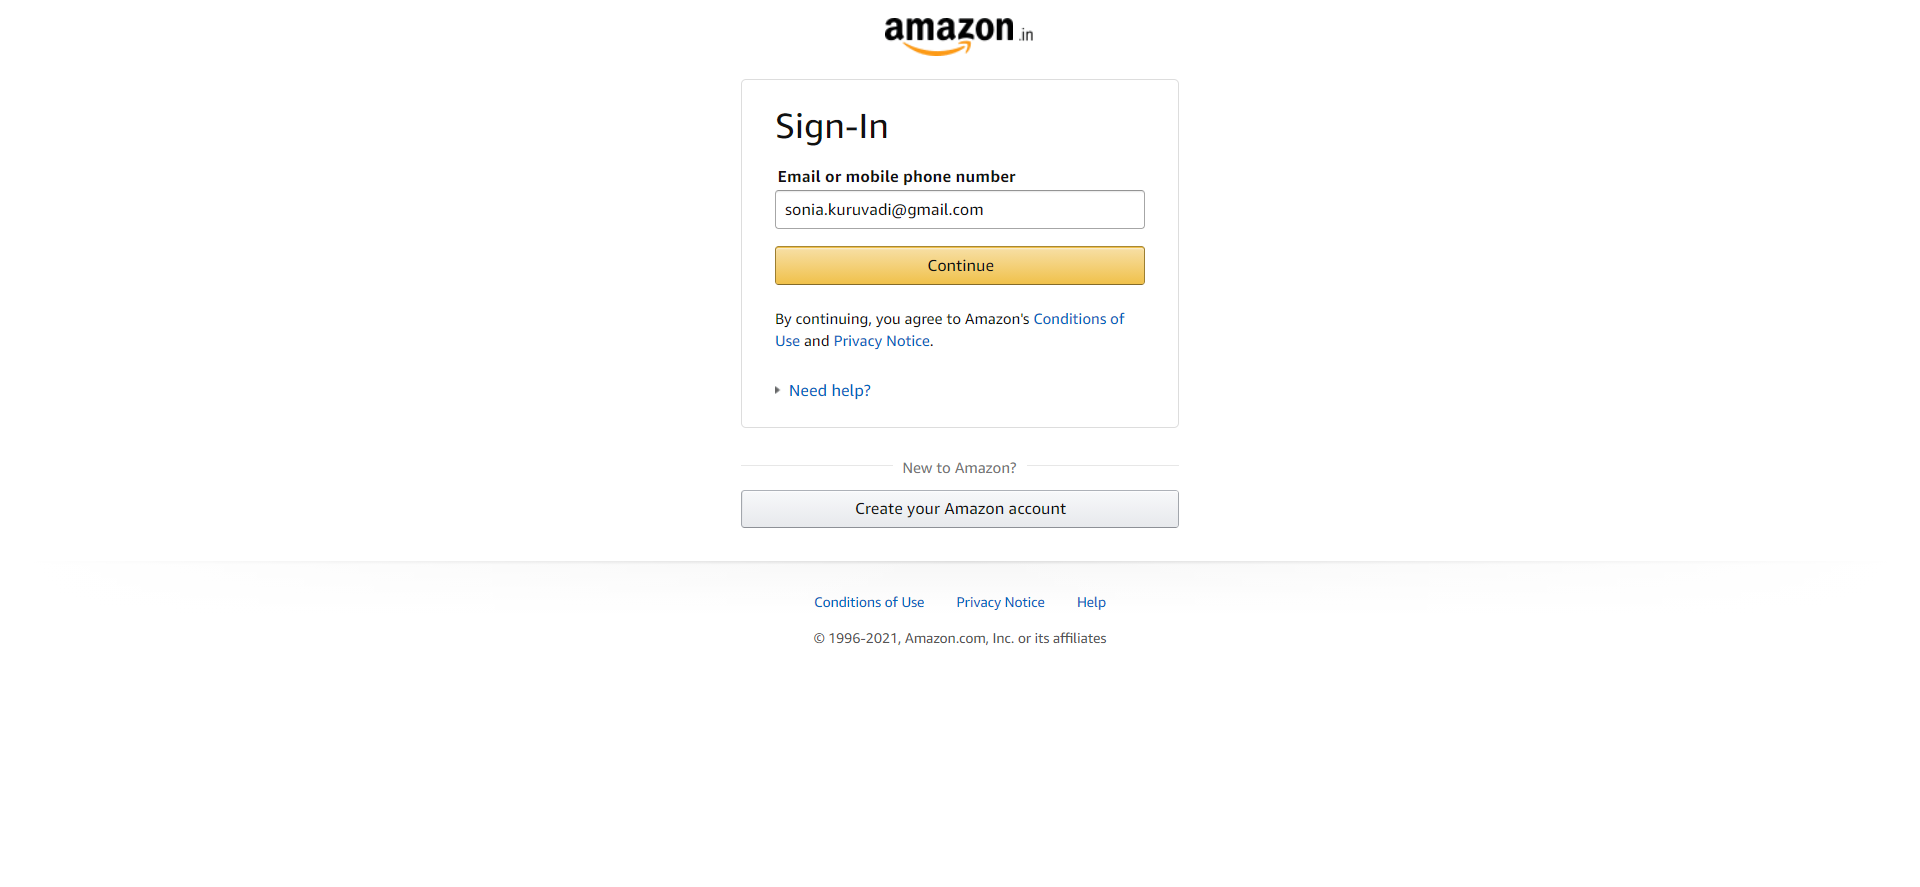 amazon.in
Sign-In
Email or mobile phone number
sonia.kuruvadi@gmail.com
Continue
By continuing, you agree to Amazon's Conditions of
Use and Privacy Notice.
Need help?
New to Amazon?
Create your Amazon account
Conditions of Use Privacy Notice Help
© 1996-2021, Amazon.com, Inc. or its affiliates